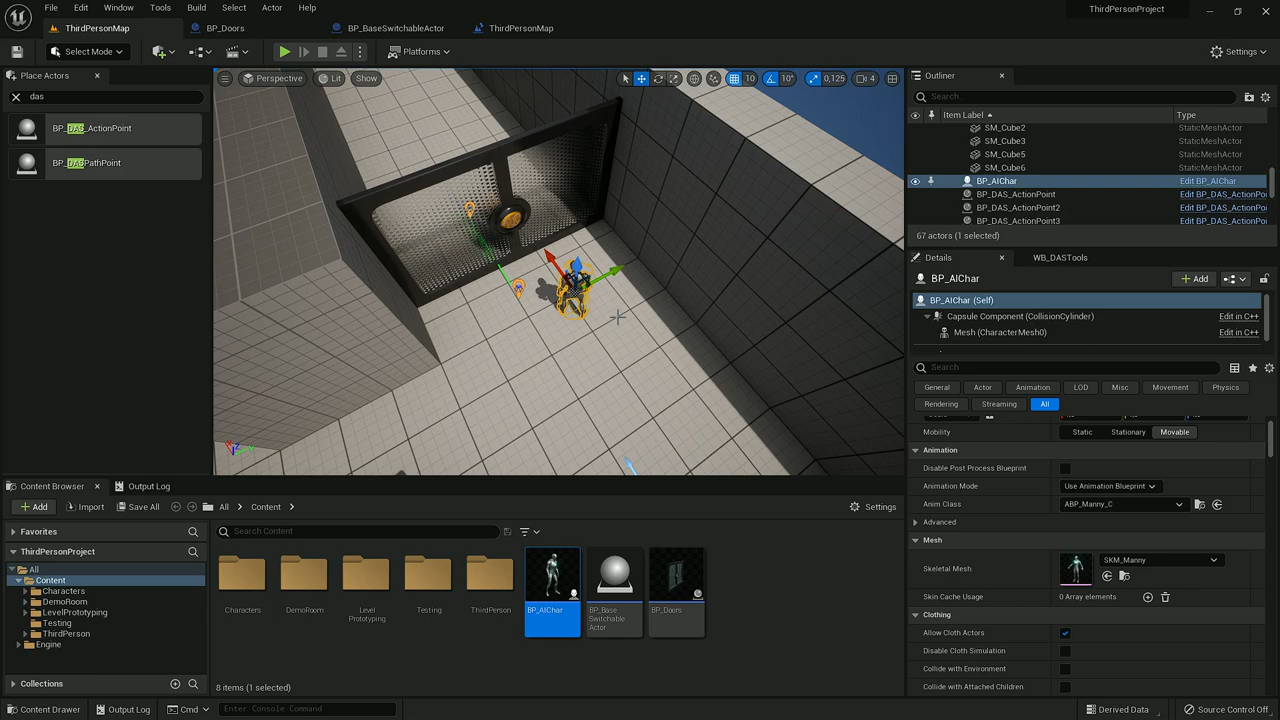 File Edit Window Tools Build Select Actor Help
ThirdPersonProject
ThirdPersonMap
BP_Doors
BP_BaseSwitchableActor
ThirdPersonMap
Select Mode
Platforms
Settings
Place Actors
das
BP_DAS_ActionPoint
BP_DASPathPoint
Perspective
Lit
Show
10
10°
0,125
4
Outliner
Search...
Item Label
Type
SM_Cube2 StaticMeshActor
SM_Cube3 StaticMeshActor
SM_Cube5 StaticMeshActor
SM_Cube6 StaticMeshActor
BP_AIChar Edit BP_AIChar
BP_DAS_ActionPoint Edit BP_DAS_ActionPoi
BP_DAS_ActionPoint2 Edit BP_DAS_ActionPoi
BP_DAS_ActionPoint3 Edit BP_DAS_ActionPoi
67 actors (1 selected)
Details
WB_DASTools
BP_AIChar
Add
BP_AIChar (Self)
Capsule Component (CollisionCylinder) Edit in C++
Mesh (CharacterMesh0) Edit in C++
Search
General Actor Animation LOD Misc Movement Physics
Rendering Streaming All
Mobility Static Stationary Movable
Animation
Disable Post Process Blueprint
Animation Mode Use Animation Blueprint
Anim Class ABP_Manny_C
Advanced
Mesh
Skeletal Mesh SKM_Manny
Skin Cache Usage 0 Array elements
Clothing
Allow Cloth Actors
Disable Cloth Simulation
Collide with Environment
Collide with Attached Children
Content Browser
Output Log
Add
Import
Save All
All
Content
Settings
Favorites
ThirdPersonProject
All
Content
Characters
DemoRoom
LevelPrototyping
Testing
ThirdPerson
Engine
Collections
Search Content
Characters
DemoRoom
Level
Prototyping
Testing
ThirdPerson
BP_AIChar
BP_Base
Switchable
Actor
BP_Doors
8 items (1 selected)
Content Drawer
Output Log
Cmd
Enter Console Command
Derived Data
Source Control Off